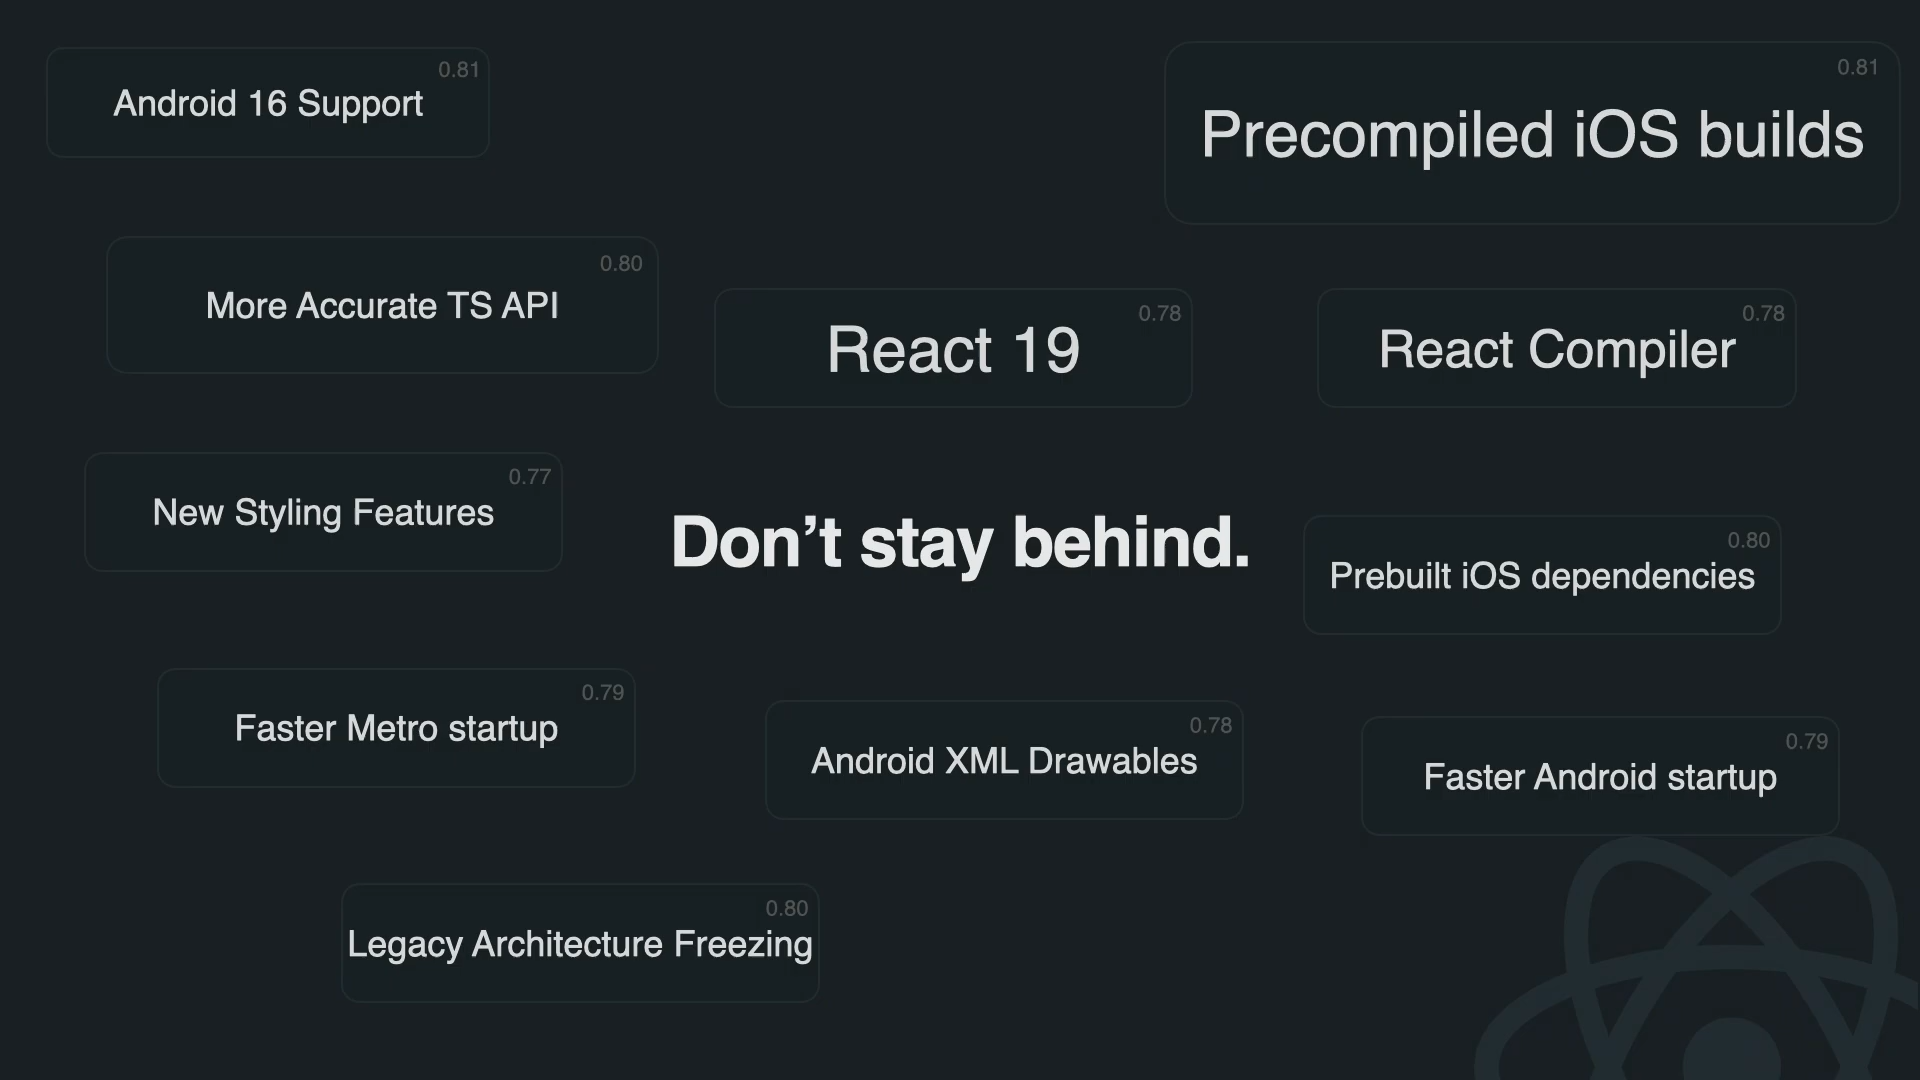 0.81
Android 16 Support
0.81
Precompiled iOS builds
0.80
More Accurate TS API
0.78
React 19
0.78
React Compiler
0.77
New Styling Features
Don’t stay behind.
0.80
Prebuilt iOS dependencies
0.79
Faster Metro startup
0.78
Android XML Drawables
0.79
Faster Android startup
0.80
Legacy Architecture Freezing